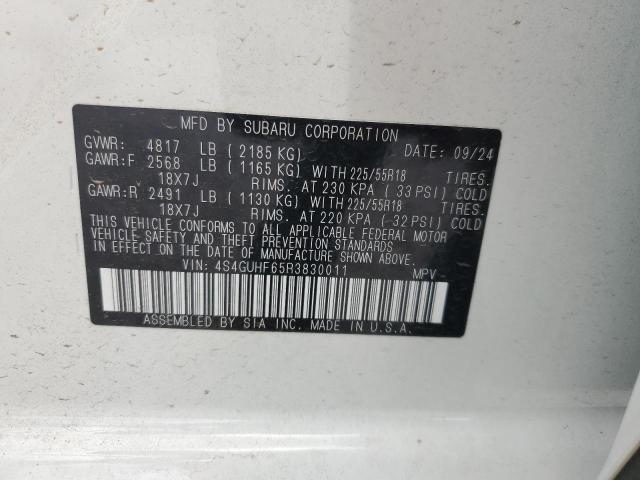 MFD BY SUBARU CORPORATION
GVWR: 4817 LB ( 2185 KG) DATE: 09/24
GAWR:F 2568 LB ( 1165 KG) WITH 225/55R18 TIRES.
18X7J RIMS. AT 230 KPA ( 33 PSI) COLD
GAWR:R 2491 LB ( 1130 KG) WITH 225/55R18 TIRES.
18X7J RIMS. AT 220 KPA ( 32 PSI) COLD
THIS VEHICLE CONFORMS TO ALL APPLICABLE FEDERAL MOTOR
VEHICLE SAFETY AND THEFT PREVENTION STANDARDS
IN EFFECT ON THE DATE OF MANUFACTURE SHOWN ABOVE.
VIN: 4S4GUHF65R3830011 MPV
ASSEMBLED BY SIA INC. MADE IN U.S.A.